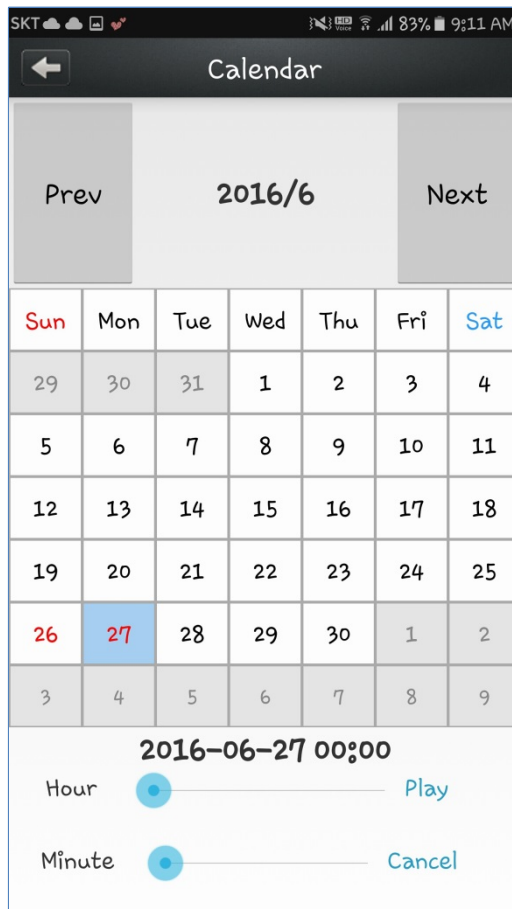 SKT HD Voice 83% 9:11 AM
Calendar
Prev 2016/6 Next
Sun Mon Tue Wed Thu Fri Sat
29 30 31 1 2 3 4
5 6 7 8 9 10 11
12 13 14 15 16 17 18
19 20 21 22 23 24 25
26 27 28 29 30 1 2
3 4 5 6 7 8 9
2016-06-27 00:00
Hour Play
Minute Cancel